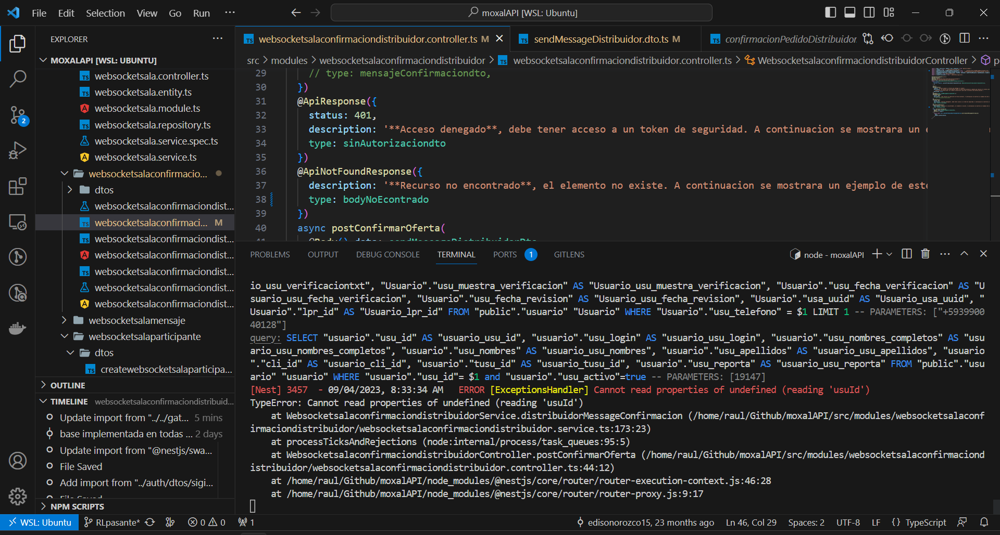 File Edit Selection View Go Run ···
moxalAPI [WSL: Ubuntu]
EXPLORER
MOXALAPI [WSL: UBUNTU]
websocketsala.controller.ts
websocketsala.entity.ts
websocketsala.module.ts
websocketsala.repository.ts
websocketsala.service.spec.ts
websocketsala.service.ts
websocketsalaconfirmacio...
dtos
websocketsalaconfirmaciondist...
websocketsalaconfirmaci... M
websocketsalaconfirmaciondist...
websocketsalaconfirmaciondist...
websocketsalaconfirmaciondist...
websocketsalaconfirmaciondist...
websocketsalaconfirmaciondist...
websocketsalamensaje
websocketsalaparticipante
dtos
createwebsocketsalaparticipa...
OUTLINE
TIMELINE websocketsalaconfirmaciondistribuid...
Update import from "../../gat... 5 mins
base implementada en todas ... 2 days
Update import from "@nestjs/swa...
File Saved
Add import from "../auth/dtos/sigi...
File Saved
NPM SCRIPTS
2
websocketsalaconfirmaciondistribuidor.controller.ts M
sendMessageDistribuidor.dto.ts M
confirmacionPedidoDistribuidor.
src > modules > websocketsalaconfirmaciondistribuidor > websocketsalaconfirmaciondistribuidor.controller.ts > WebsocketsalaconfirmaciondistribuidorController > p
29 // type: mensajeConfirmaciondto,
30 })
31 @ApiResponse({
32 status: 401,
33 description: '**Acceso denegado**, debe tener acceso a un token de seguridad. A continuacion se mostrara un e
34 type: sinAutorizaciondto
35 })
36 @ApiNotFoundResponse({
37 description: '**Recurso no encontrado**, el elemento no existe. A continuacion se mostrara un ejemplo de este
38 type: bodyNoEcontrado
39 })
40 async postConfirmarOferta(
41 @Body() data: sendMessageDistribuidorDto
PROBLEMS OUTPUT DEBUG CONSOLE TERMINAL PORTS 1 GITLENS
node - moxalAPI
io_usu_verificaciontxt", "Usuario"."usu_muestra_verificacion" AS "Usuario_usu_muestra_verificacion", "Usuario"."usu_fecha_verificacion" AS "U
suario_usu_fecha_verificacion", "Usuario"."usu_fecha_revision" AS "Usuario_usu_fecha_revision", "Usuario"."usa_uuid" AS "Usuario_usa_uuid", "
Usuario"."lpr_id" AS "Usuario_lpr_id" FROM "public"."usuario" "Usuario" WHERE "Usuario"."usu_telefono" = $1 LIMIT 1 -- PARAMETERS: ["+5939900
40128"]
query: SELECT "usuario"."usu_id" AS "usuario_usu_id", "usuario"."usu_login" AS "usuario_usu_login", "usuario"."usu_nombres_completos" AS "usu
ario_usu_nombres_completos", "usuario"."usu_nombres" AS "usuario_usu_nombres", "usuario"."usu_apellidos" AS "usuario_usu_apellidos", "usuario
"."cli_id" AS "usuario_cli_id", "usuario"."tusu_id" AS "usuario_tusu_id", "usuario"."usu_reporta" AS "usuario_usu_reporta" FROM "public"."usu
ario" "usuario" WHERE "usuario"."usu_id"= $1 and "usuario"."usu_activo"=true -- PARAMETERS: [19147]
[Nest] 3457 - 09/04/2023, 8:33:34 AM ERROR [ExceptionsHandler] Cannot read properties of undefined (reading 'usuId')
TypeError: Cannot read properties of undefined (reading 'usuId')
at WebsocketsalaconfirmaciondistribuidorService.distribuidorMessageConfirmacion (/home/raul/Github/moxalAPI/src/modules/websocketsalaconf
irmaciondistribuidor/websocketsalaconfirmaciondistribuidor.service.ts:173:23)
at processTicksAndRejections (node:internal/process/task_queues:95:5)
at WebsocketsalaconfirmaciondistribuidorController.postConfirmarOferta (/home/raul/Github/moxalAPI/src/modules/websocketsalaconfirmaciond
istribuidor/websocketsalaconfirmaciondistribuidor.controller.ts:44:12)
at /home/raul/Github/moxalAPI/node_modules/@nestjs/core/router/router-execution-context.js:46:28
at /home/raul/Github/moxalAPI/node_modules/@nestjs/core/router/router-proxy.js:9:17
WSL: Ubuntu RLpasante* 0 0 1 edisonorozco15, 23 months ago Ln 46, Col 29 Spaces: 2 UTF-8 LF {} TypeScript